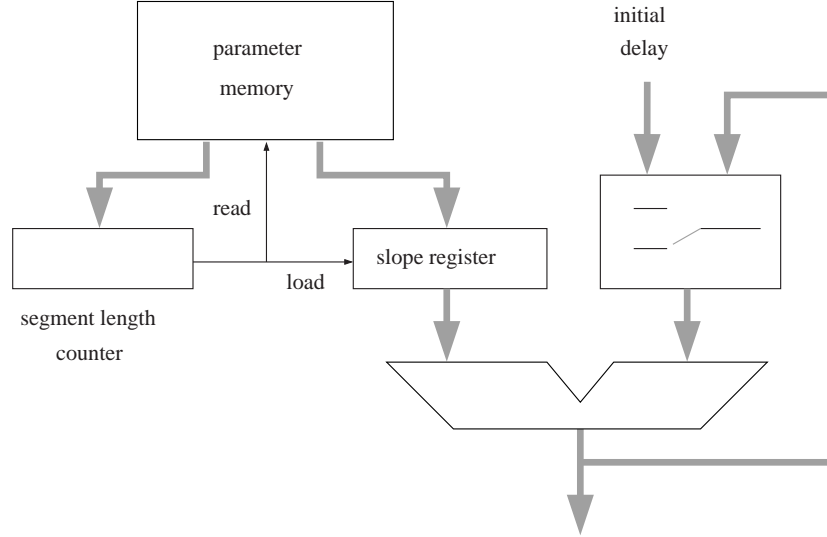 parameter
memory
initial
delay
read
load
slope register
segment length
counter